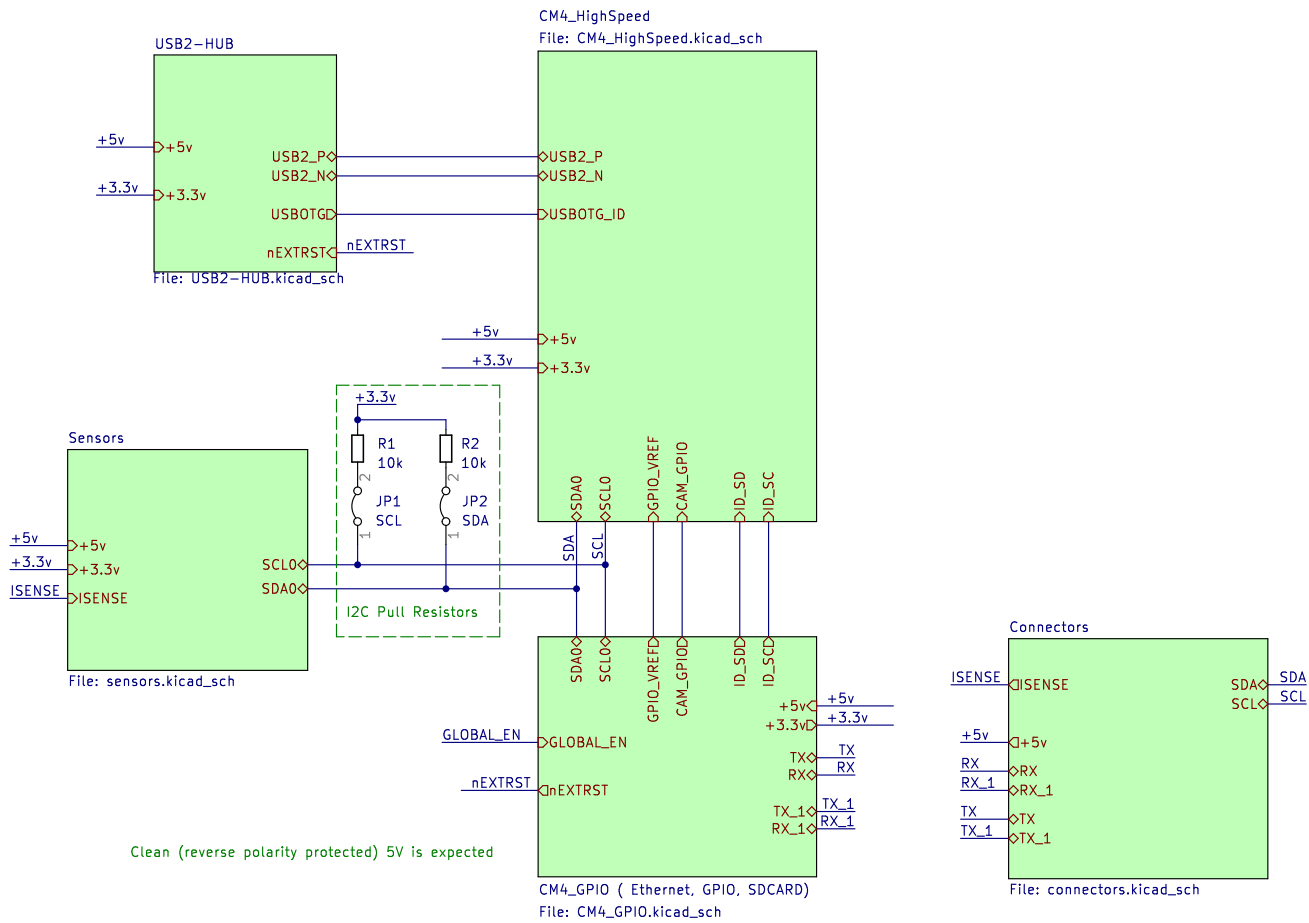 CM4_HighSpeed
File: CM4_HighSpeed.kicad_sch
USB2-HUB
+5v
+5v
+3.3v
+3.3v
USB2_P
USB2_N
USBOTG
nEXTRST
nEXTRST
File: USB2-HUB.kicad_sch
USB2_P
USB2_N
USBOTG_ID
+5v
+5v
+3.3v
+3.3v
SDA0
SCL0
GPIO_VREF
CAM_GPIO
ID_SD
ID_SC
+3.3v
R1
10k
R2
10k
2
2
JP1
SCL
JP2
SDA
1
1
I2C Pull Resistors
SDA
SCL
Sensors
+5v
+5v
+3.3v
+3.3v
ISENSE
ISENSE
SCL0
SDA0
File: sensors.kicad_sch
SDA0
SCL0
GPIO_VREF
CAM_GPIO
ID_SD
ID_SC
GLOBAL_EN
GLOBAL_EN
nEXTRST
nEXTRST
+5v
+5v
+3.3v
+3.3v
TX
TX
RX
RX
TX_1
TX_1
RX_1
RX_1
CM4_GPIO ( Ethernet, GPIO, SDCARD)
File: CM4_GPIO.kicad_sch
Clean (reverse polarity protected) 5V is expected
Connectors
ISENSE
ISENSE
+5v
+5v
RX
RX
RX_1
RX_1
TX
TX
TX_1
TX_1
SDA
SDA
SCL
SCL
File: connectors.kicad_sch